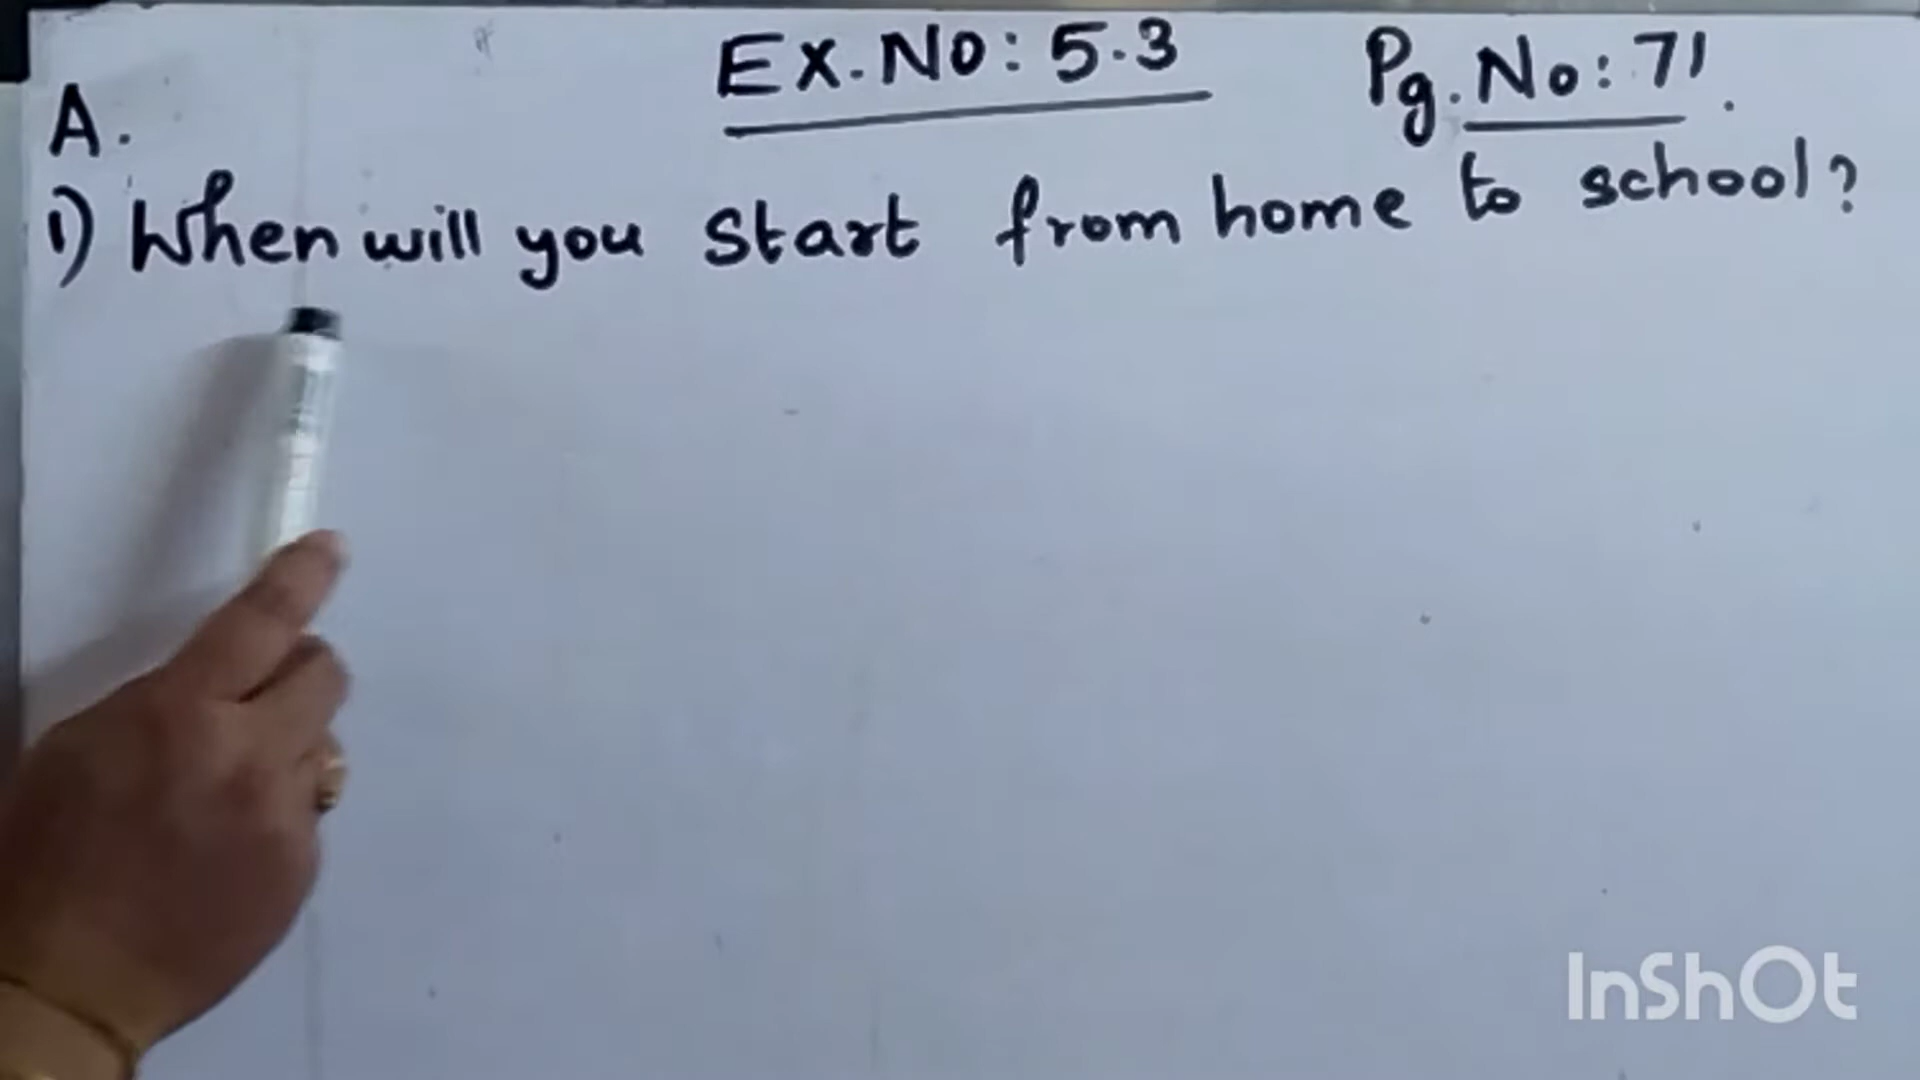 Ex.No: 5.3 Pg.No: 71.
A.
1) When will you start from home to school?
InShOt